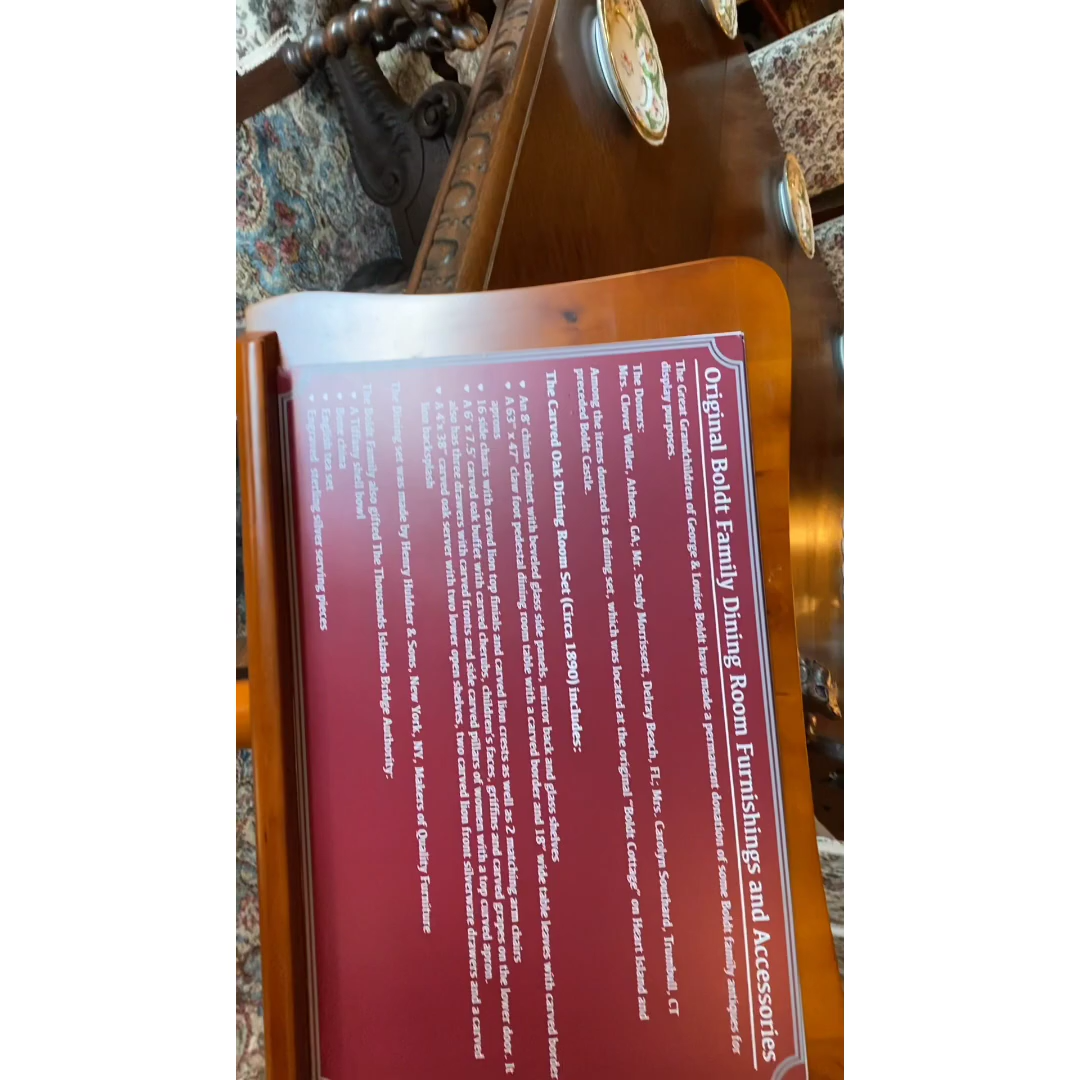 Original Boldt Family Dining Room Furnishings and Accessories
The Great Grandchildren of George & Louise Boldt have made a permanent donation of some Boldt family antiques for
display purposes.
The Donors:
Mrs. Clover Weller, Athens, GA; Mr. Sandy Morrissett, Delray Beach, FL; Mrs. Carolyn Southard, Trumbull, CT
Among the items donated is a dining set, which was located at the original "Boldt Cottage" on Heart Island and
preceded Boldt Castle.
The Carved Oak Dining Room Set (Circa 1890) includes:
♥ An 8' china cabinet with beveled glass side panels, mirror back and glass shelves
♥ A 63" x 47" claw foot pedestal dining room table with a carved border and 18" wide table leaves with carved border
aprons
♥ 16 side chairs with carved lion top finials and carved lion crests as well as 2 matching arm chairs
♥ A 6' x 7.5' carved oak buffet with carved cherubs, children's faces, griffins and carved grapes on the lower door. It
also has three drawers with carved fronts and side carved pillars of women with a top carved apron.
♥ A 4'x 38" carved oak server with two lower open shelves, two carved lion front silverware drawers and a carved
lion backsplash
The Dining set was made by Henry Huldner & Sons, New York, NY, Makers of Quality Furniture
The Boldt Family also gifted The Thousands Islands Bridge Authority:
♥ A Tiffany shell bowl
♥ Bone china
♥ English tea set
♥ Engraved sterling silver serving pieces